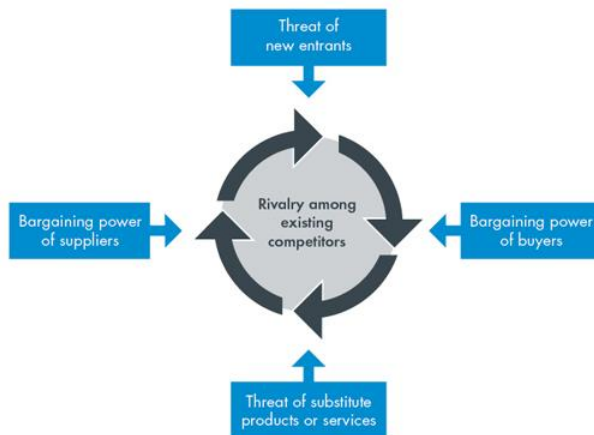 Threat of
new entrants
Bargaining power
of suppliers
Rivalry among
existing
competitors
Bargaining power
of buyers
Threat of substitute
products or services